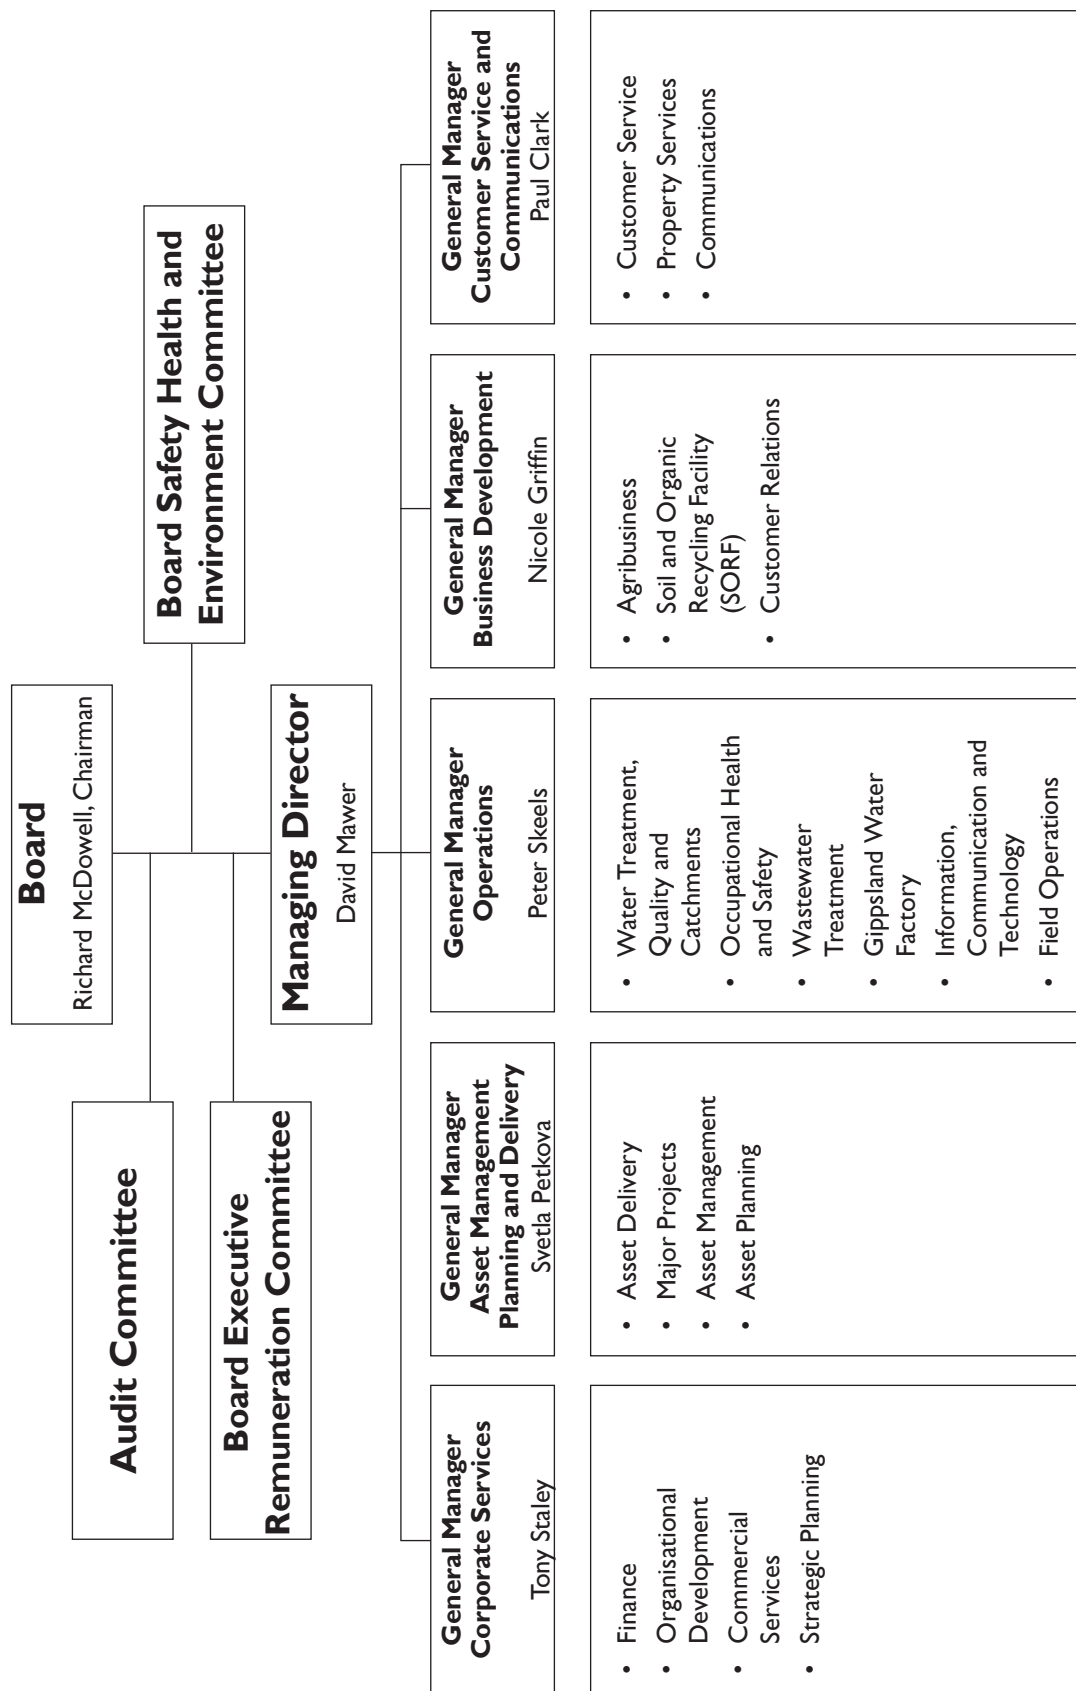 Board
Richard McDowell, Chairman
Audit Committee
Board Safety Health and
Environment Committee
Board Executive
Remuneration Committee
Managing Director
David Mawer
General Manager
Corporate Services
Tony Staley
• Finance
• Organisational
Development
• Commercial
Services
• Strategic Planning
General Manager
Asset Management
Planning and Delivery
Svetla Petkova
• Asset Delivery
• Major Projects
• Asset Management
• Asset Planning
General Manager
Operations
Peter Skeels
• Water Treatment,
Quality and
Catchments
• Occupational Health
and Safety
• Wastewater
Treatment
• Gippsland Water
Factory
• Information,
Communication and
Technology
• Field Operations
General Manager
Business Development
Nicole Griffin
• Agribusiness
• Soil and Organic
Recycling Facility
(SORF)
• Customer Relations
General Manager
Customer Service and
Communications
Paul Clark
• Customer Service
• Property Services
• Communications